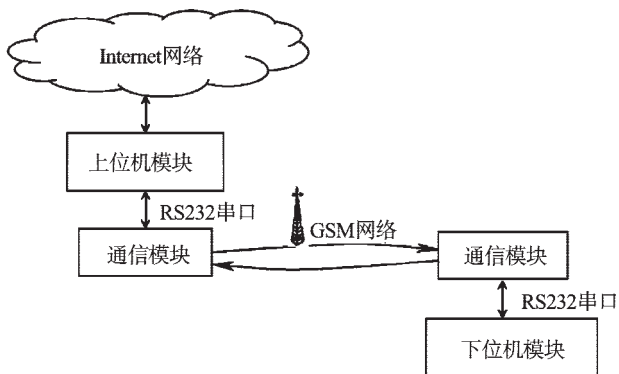 Internet网络
上位机模块
RS232串口
GSM网络
通信模块
通信模块
RS232串口
下位机模块